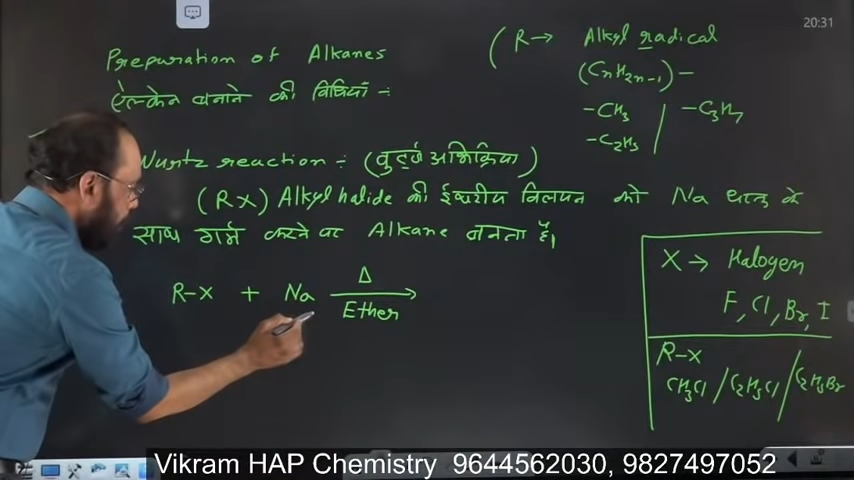 20:31
Preparation of Alkanes
ऐल्केन बनाने की विधियाँ :-
( R → Alkyl radical
(CnH2n-1) —
-CH3 / -C3H7
-C2H5
Wurtz reaction :- (वुर्ट्ज अभिक्रिया)
(RX) Alkyl halide की ईथरीय विलयन को Na धातु के
साथ गर्म करने पर Alkane बनता है।
R-X + Na Δ Ether →
X → Halogen
F, Cl, Br, I
R-X
CH3Cl / C2H5Cl / C2H5Br
Vikram HAP Chemistry 9644562030, 9827497052